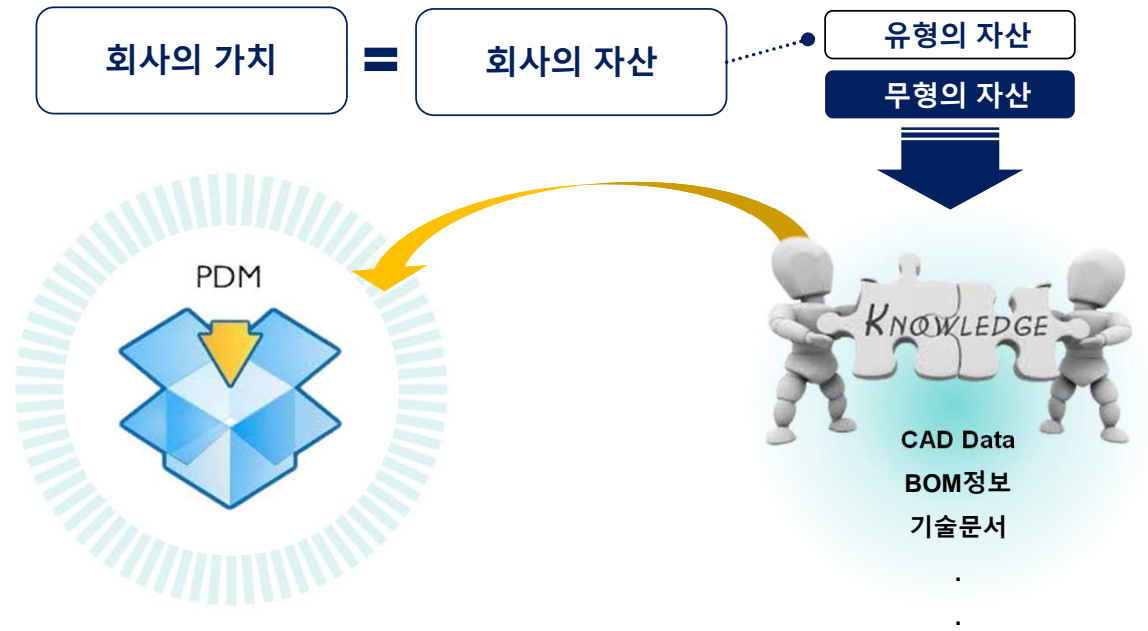 회사의 가치
=
회사의 자산
유형의 자산
무형의 자산
PDM
KNOWLEDGE
CAD Data
BOM정보
기술문서
.
.